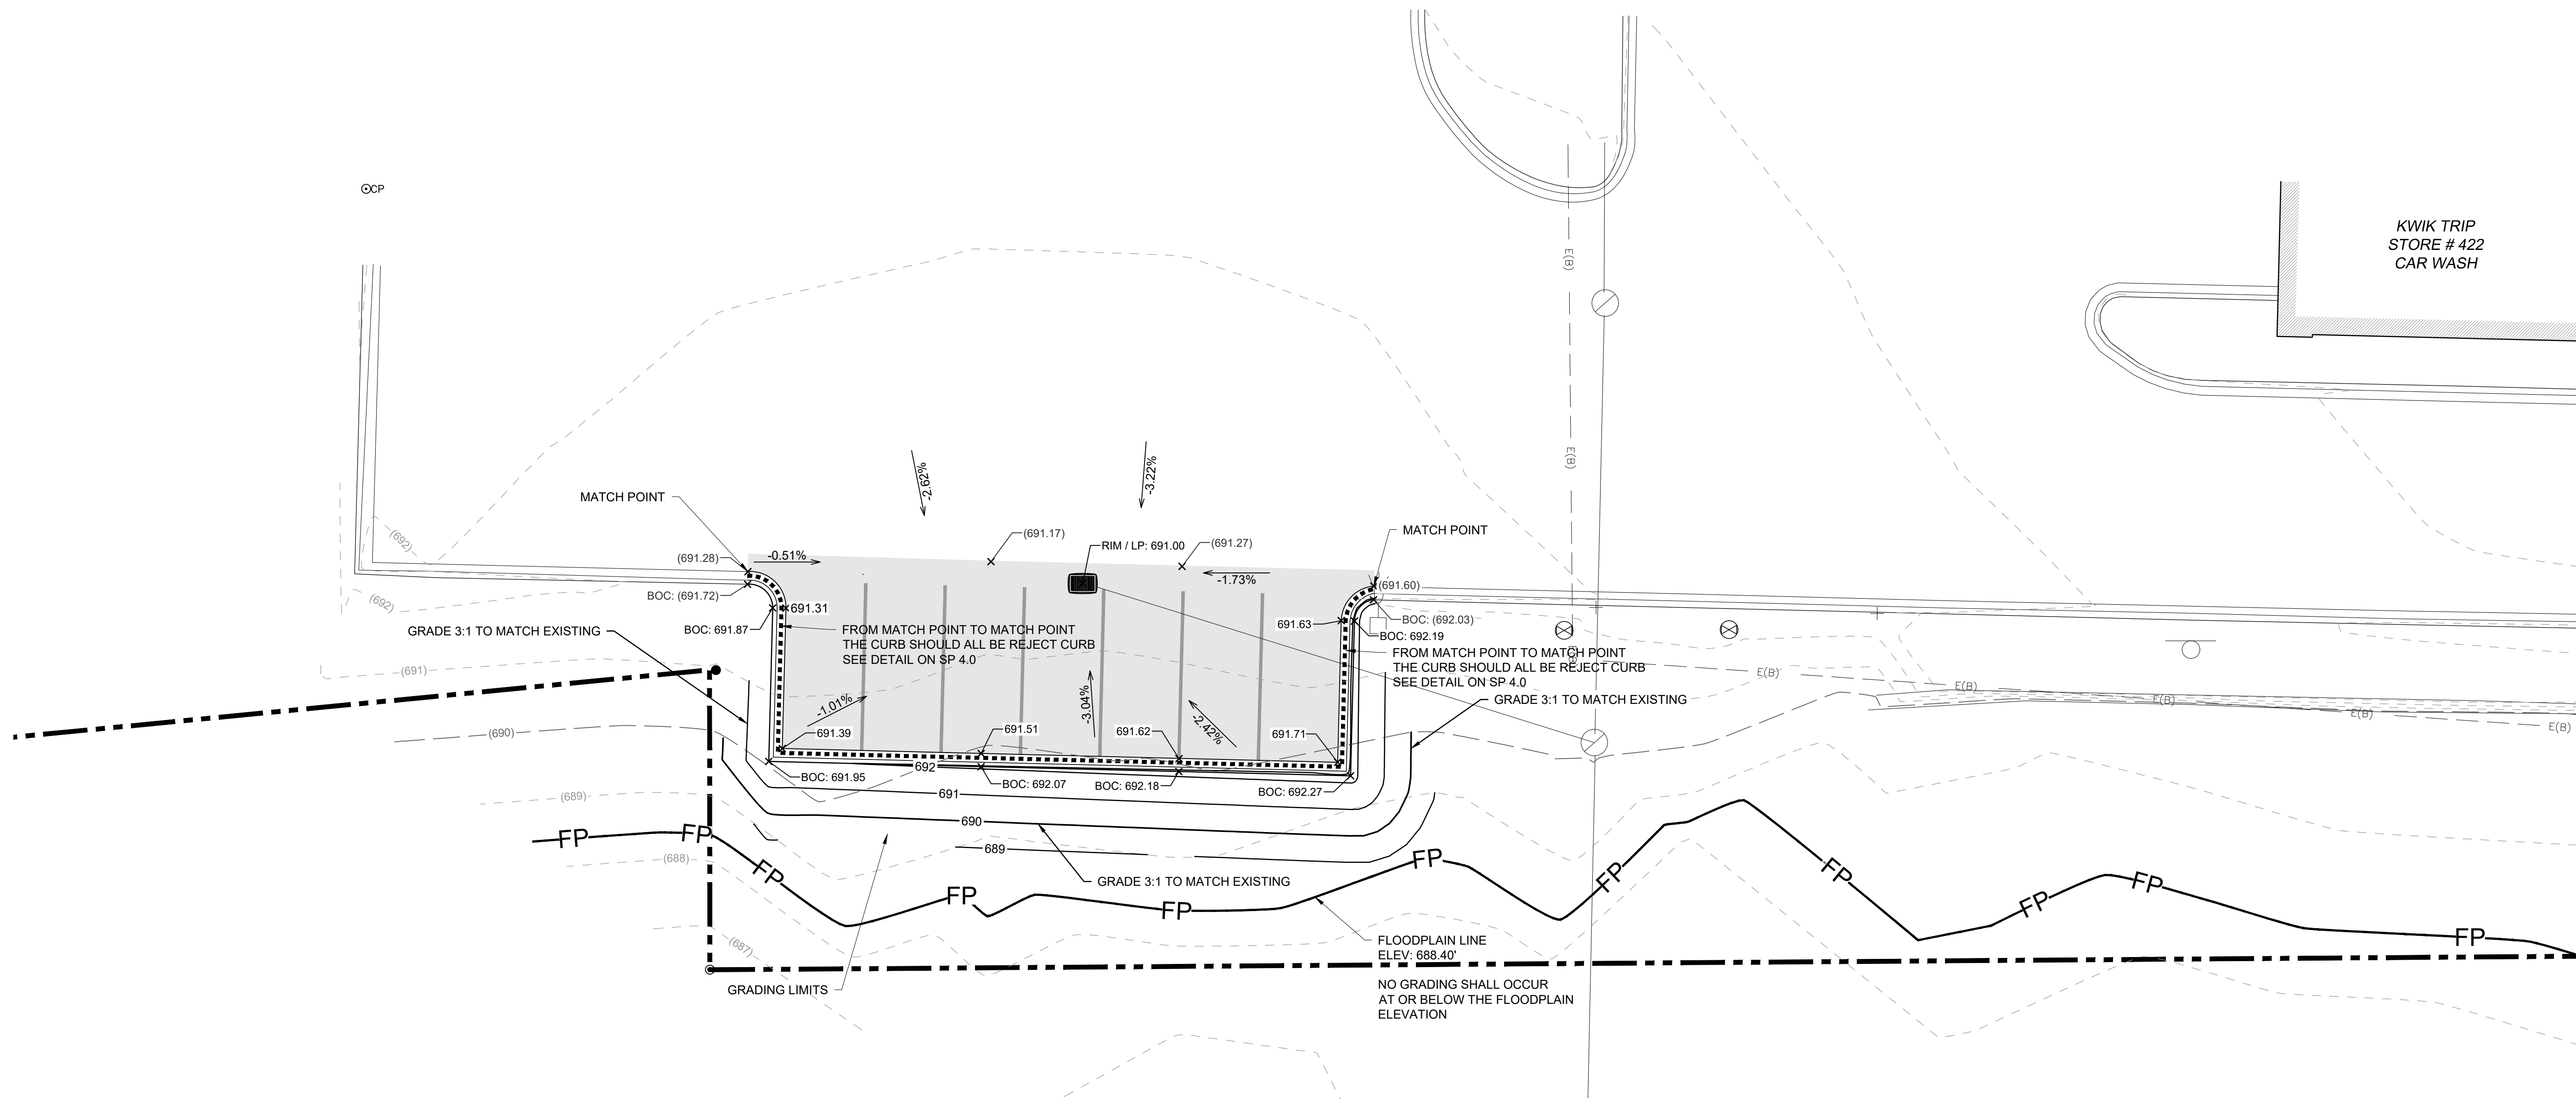 CP
KWIK TRIP
STORE # 422
CAR WASH
E(B)
E(B)
-2.62%
-3.22%
(692)
MATCH POINT
MATCH POINT
(691.17)
RIM / LP: 691.00
(691.27)
(691.28)
-0.51%
-1.73%
(691.60)
BOC: (691.72)
(692)
691.31
BOC: (692.03)
691.63
BOC: 692.19
BOC: 691.87
GRADE 3:1 TO MATCH EXISTING
FROM MATCH POINT TO MATCH POINT
THE CURB SHOULD ALL BE REJECT CURB
SEE DETAIL ON SP 4.0
FROM MATCH POINT TO MATCH POINT
THE CURB SHOULD ALL BE REJECT CURB
SEE DETAIL ON SP 4.0
E(B)
(691)
E(B)
E(B)
E(B)
E(B)
E(B)
GRADE 3:1 TO MATCH EXISTING
-1.01%
-3.04%
-2.42%
(690)
691.39
691.51
691.62
691.71
692
BOC: 691.95
BOC: 692.07
BOC: 692.18
BOC: 692.27
691
(689)
690
689
FP
FP
FP
FP
FP
FP
FP
FP
FP
FP
FP
(688)
GRADE 3:1 TO MATCH EXISTING
(687)
FLOODPLAIN LINE
ELEV: 688.40'
GRADING LIMITS
NO GRADING SHALL OCCUR
AT OR BELOW THE FLOODPLAIN
ELEVATION